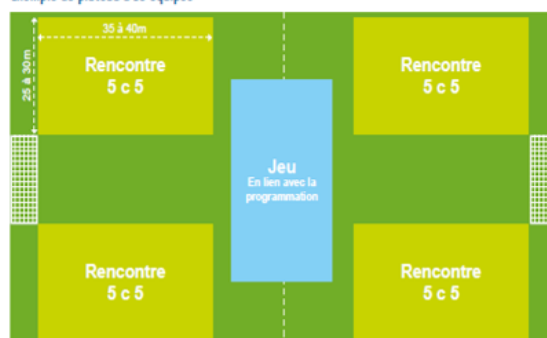 35 à 40m
25 à 30m
Rencontre
5 c 5
Rencontre
5 c 5
Jeu
En lien avec la
programmation
Rencontre
5 c 5
Rencontre
5 c 5